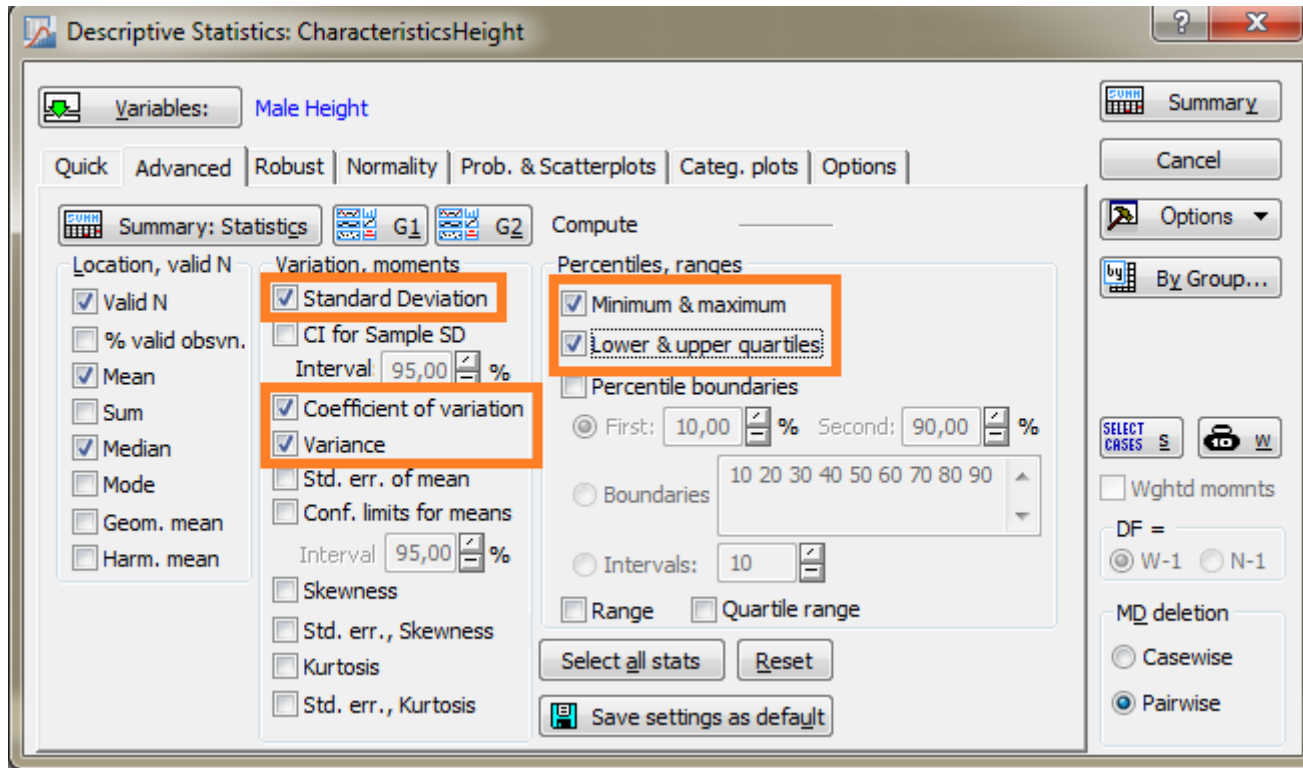 Descriptive Statistics: CharacteristicsHeight
? X
Variables: Male Height
Quick Advanced Robust Normality Prob. & Scatterplots Categ. plots Options
Summary: Statistics G1 G2 Compute
Location, valid N
Valid N
% valid obsvn.
Mean
Sum
Median
Mode
Geom. mean
Harm. mean
Variation, moments
Standard Deviation
CI for Sample SD
Interval 95,00 %
Coefficient of variation
Variance
Std. err. of mean
Conf. limits for means
Interval 95,00 %
Skewness
Std. err., Skewness
Kurtosis
Std. err., Kurtosis
Percentiles, ranges
Minimum & maximum
Lower & upper quartiles
Percentile boundaries
First: 10,00 % Second: 90,00 %
Boundaries 10 20 30 40 50 60 70 80 90
Intervals: 10
Range Quartile range
Select all stats Reset
Save settings as default
SUMM Summary
Cancel
Options
By Group...
SELECT CASES S W
Wghtd momnts
DF =
W-1 N-1
MD deletion
Casewise
Pairwise